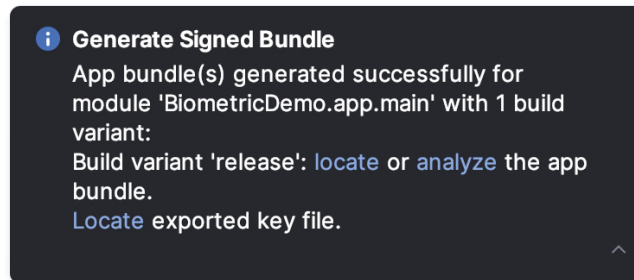 Generate Signed Bundle
App bundle(s) generated successfully for
module 'BiometricDemo.app.main' with 1 build
variant:
Build variant 'release': locate or analyze the app
bundle.
Locate exported key file.